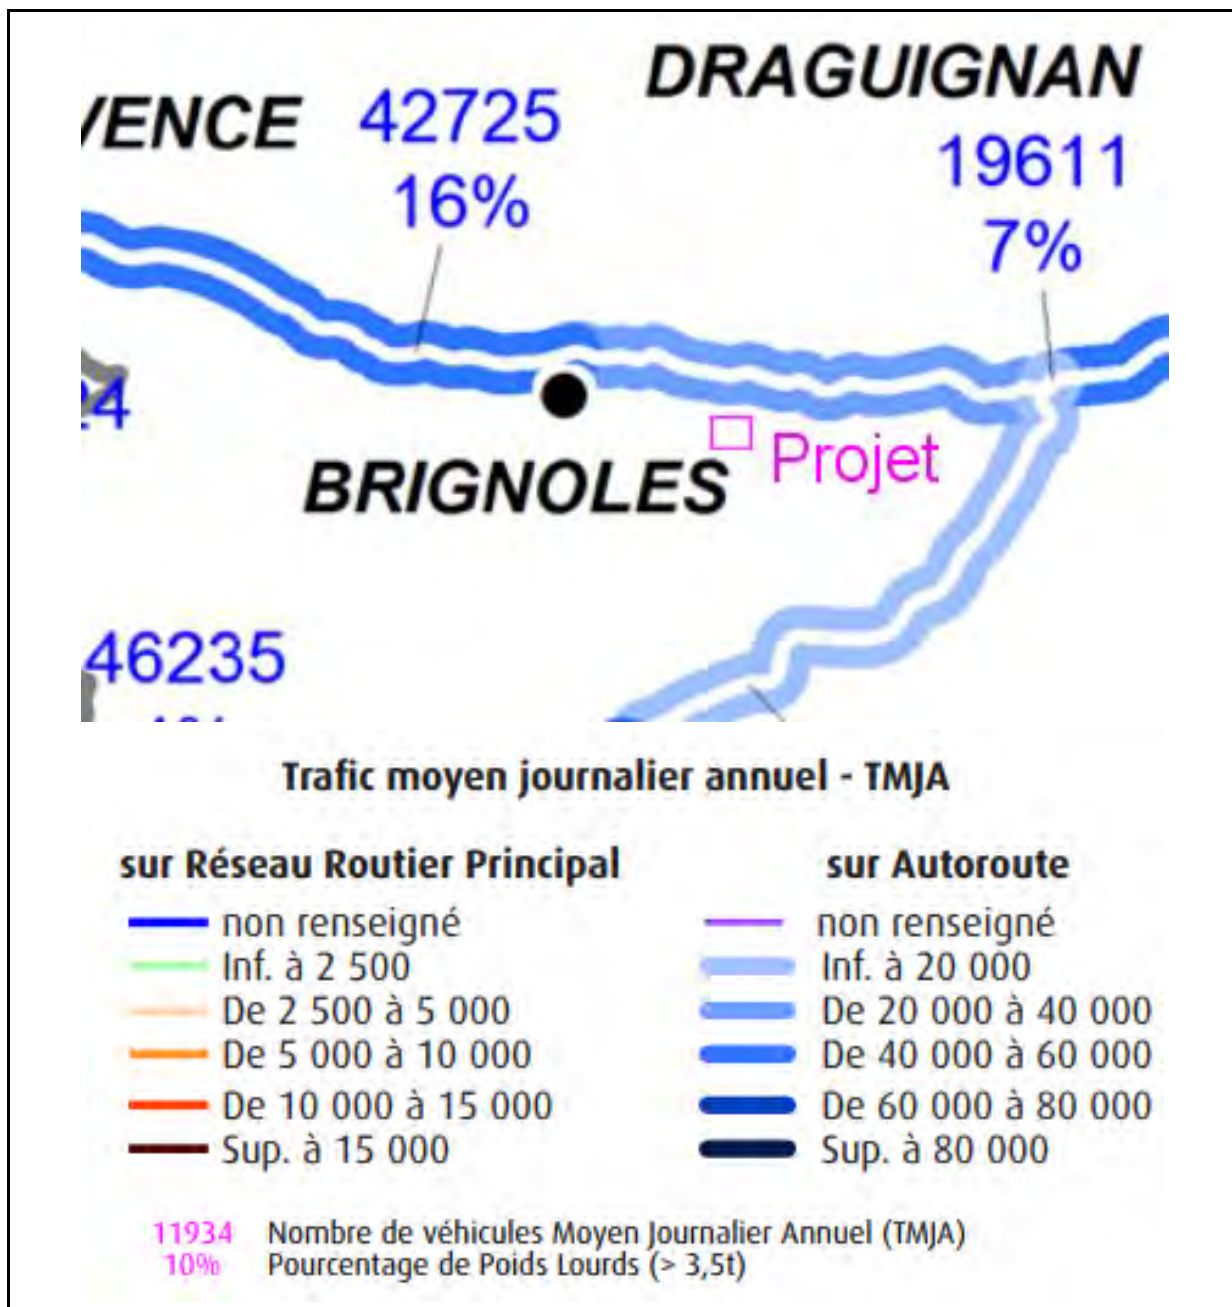 DRAGUIGNAN
VENCE
42725
16%
19611
7%
24
Projet
BRIGNOLES
46235
Trafic moyen journalier annuel - TMJA
sur Réseau Routier Principal
non renseigné
Inf. à 2 500
De 2 500 à 5 000
De 5 000 à 10 000
De 10 000 à 15 000
Sup. à 15 000
sur Autoroute
non renseigné
Inf. à 20 000
De 20 000 à 40 000
De 40 000 à 60 000
De 60 000 à 80 000
Sup. à 80 000
11934 Nombre de véhicules Moyen Journalier Annuel (TMJA)
10% Pourcentage de Poids Lourds (> 3,5t)